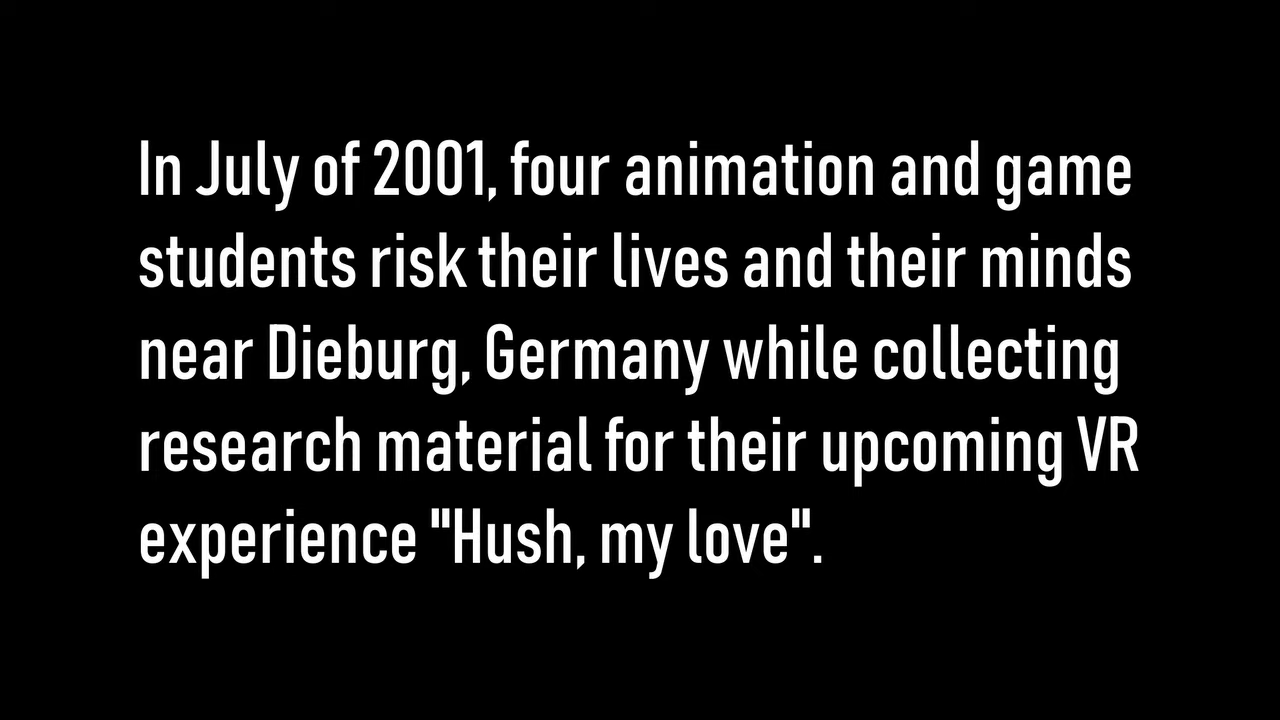 In July of 2001, four animation and game
students risk their lives and their minds
near Dieburg, Germany while collecting
research material for their upcoming VR
experience "Hush, my love".